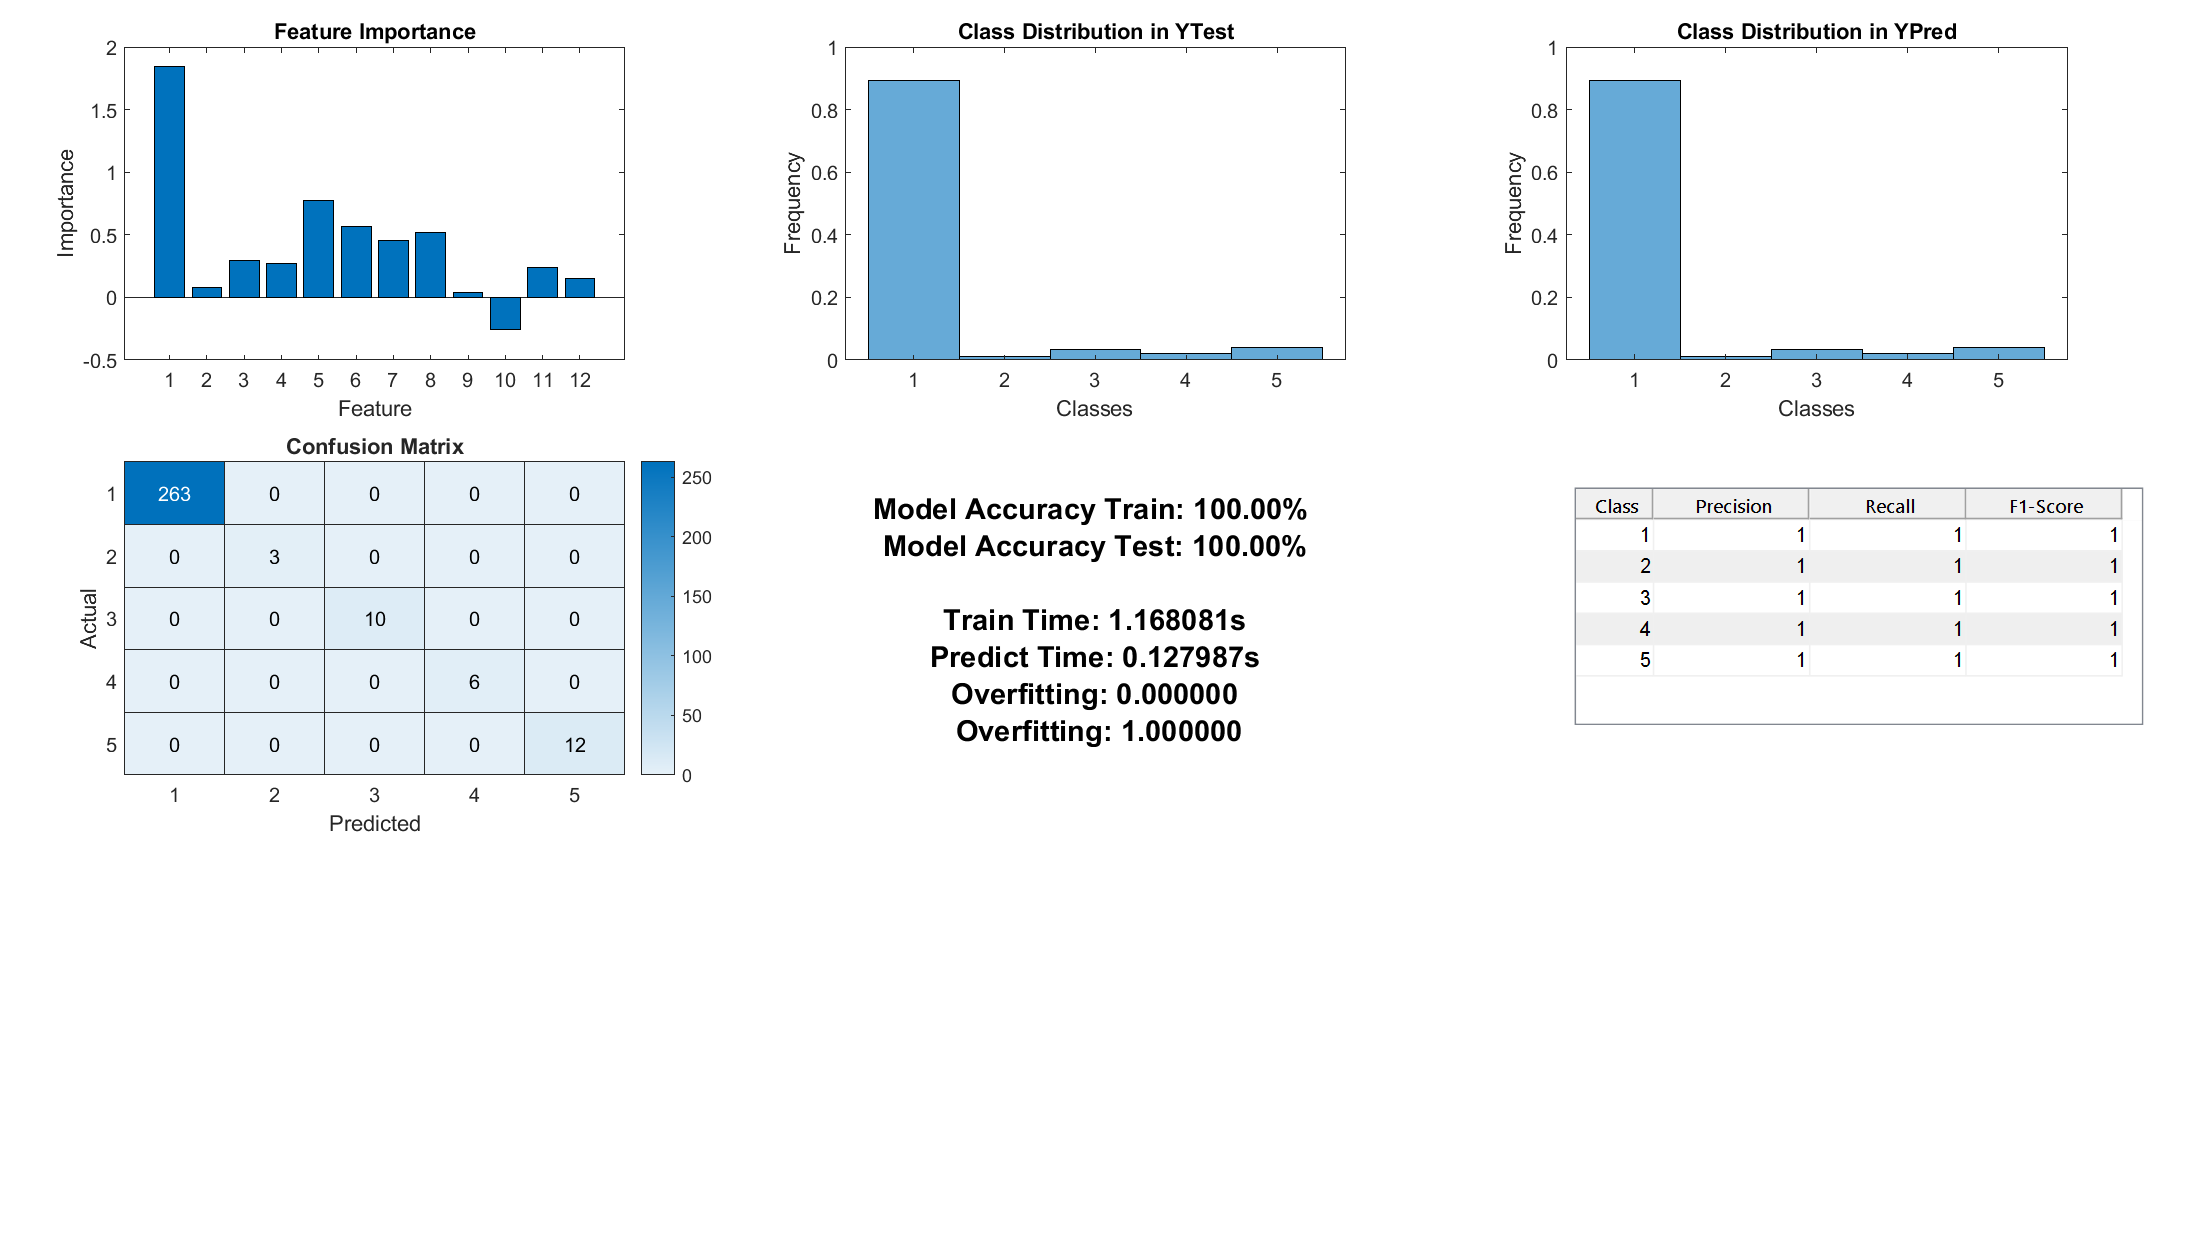 Feature Importance
2
1.5
1
0.5
0
-0.5
Importance
1 2 3 4 5 6 7 8 9 10 11 12
Feature
Class Distribution in YTest
1
0.8
0.6
0.4
0.2
0
Frequency
1 2 3 4 5
Classes
Class Distribution in YPred
1
0.8
0.6
0.4
0.2
0
Frequency
1 2 3 4 5
Classes
Confusion Matrix
Actual
1 263 0 0 0 0
2 0 3 0 0 0
3 0 0 10 0 0
4 0 0 0 6 0
5 0 0 0 0 12
1 2 3 4 5
Predicted
250
200
150
100
50
0
Model Accuracy Train: 100.00%
Model Accuracy Test: 100.00%
Train Time: 1.168081s
Predict Time: 0.127987s
Overfitting: 0.000000
Overfitting: 1.000000
Class Precision Recall F1-Score
1 1 1 1
2 1 1 1
3 1 1 1
4 1 1 1
5 1 1 1